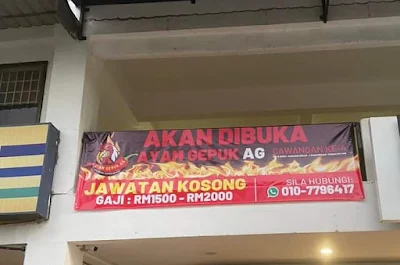 AKAN DIBUKA
AYAM GEPUK AG
CAWANGAN KE-4
JAWATAN KOSONG
GAJI : RM1500 - RM2000
SILA HUBUNGI:
010-7796417